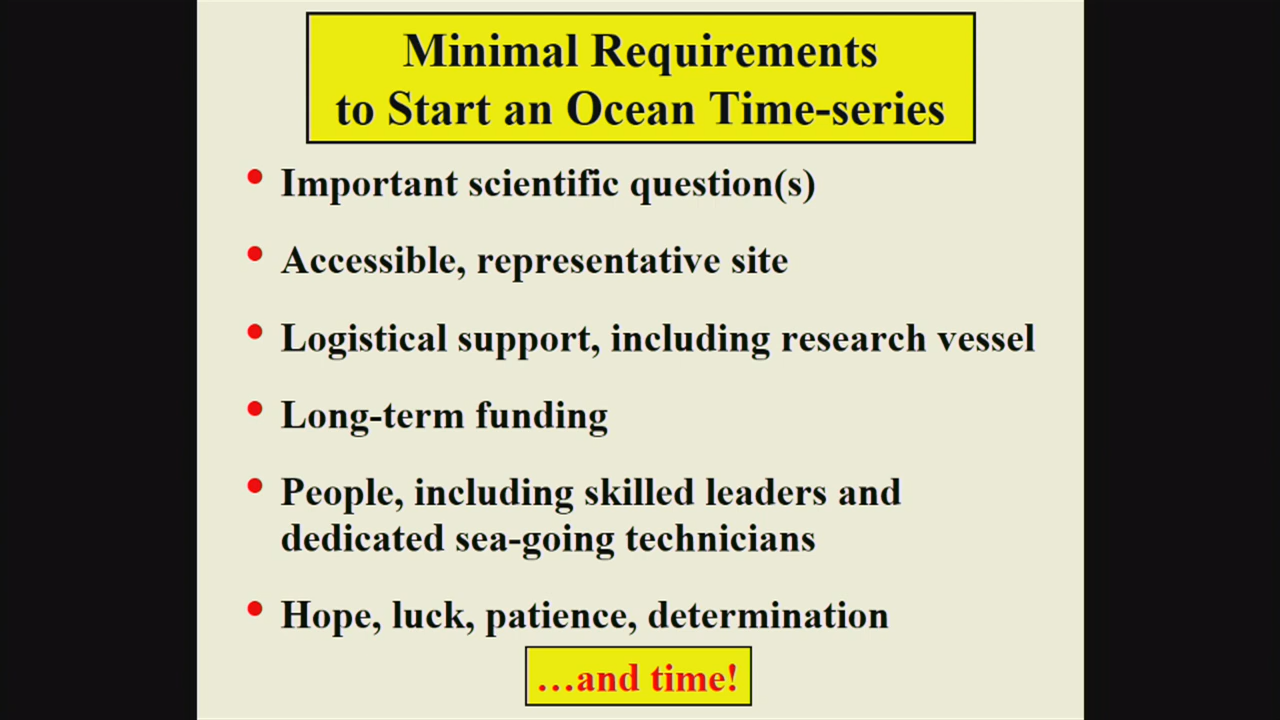 Minimal Requirements
to Start an Ocean Time-series
• Important scientific question(s)
• Accessible, representative site
• Logistical support, including research vessel
• Long-term funding
• People, including skilled leaders and
dedicated sea-going technicians
• Hope, luck, patience, determination
…and time!